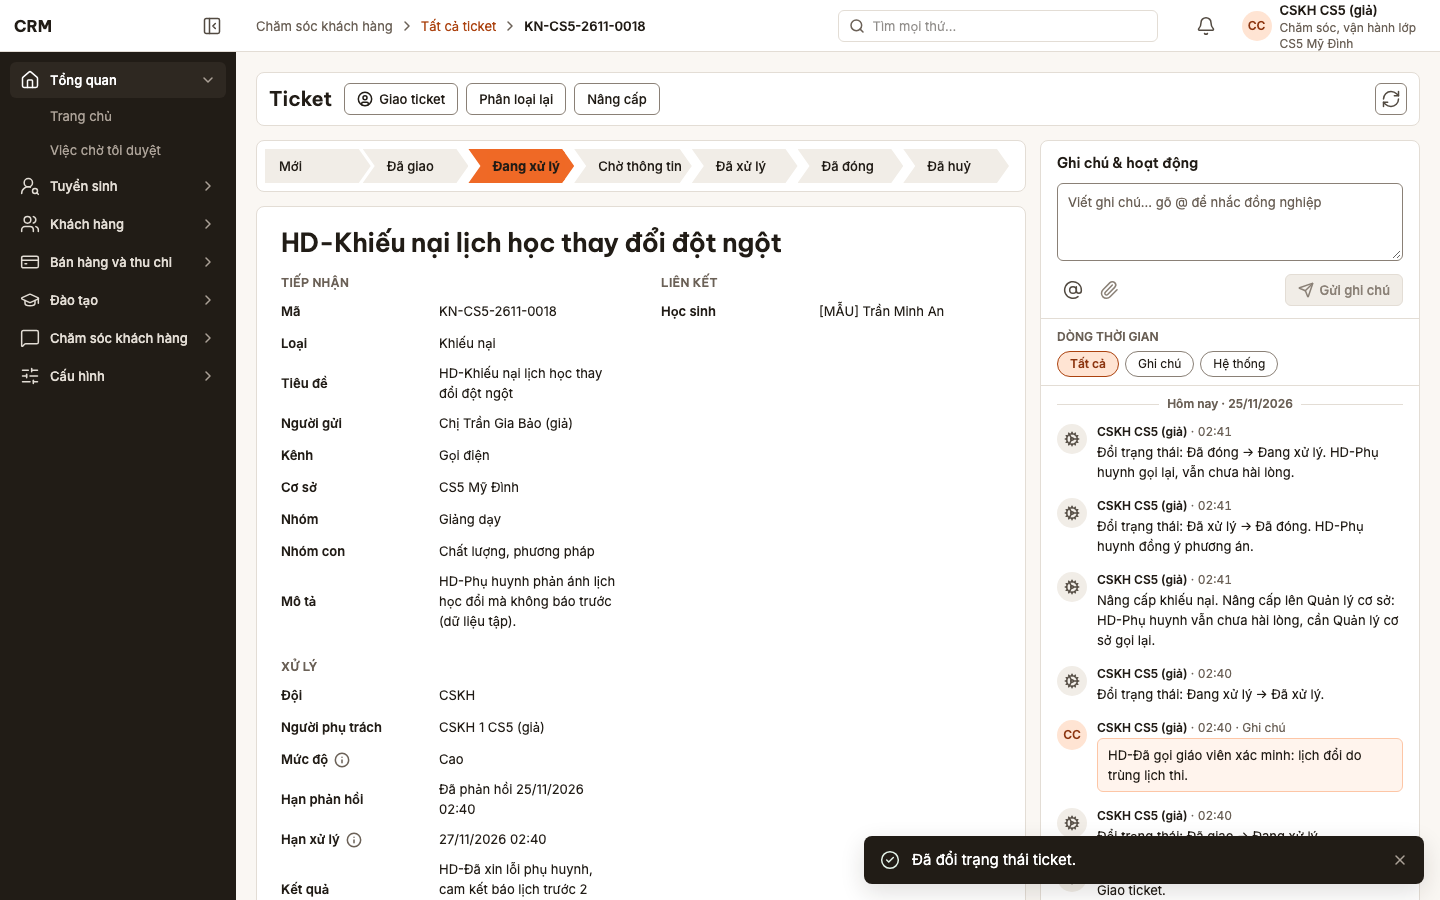 CRM
Chăm sóc khách hàng > Tất cả ticket > KN-CS5-2611-0018
Tìm mọi thứ...
CC
CSKH CS5 (giả)
Chăm sóc, vận hành lớp
CS5 Mỹ Đình
Tổng quan
Trang chủ
Việc chờ tôi duyệt
Tuyển sinh
Khách hàng
Bán hàng và thu chi
Đào tạo
Chăm sóc khách hàng
Cấu hình
Ticket
Giao ticket
Phân loại lại
Nâng cấp
Mới
Đã giao
Đang xử lý
Chờ thông tin
Đã xử lý
Đã đóng
Đã huỷ
HD-Khiếu nại lịch học thay đổi đột ngột
TIẾP NHẬN
Mã KN-CS5-2611-0018
Loại Khiếu nại
Tiêu đề HD-Khiếu nại lịch học thay
đổi đột ngột
Người gửi Chị Trần Gia Bảo (giả)
Kênh Gọi điện
Cơ sở CS5 Mỹ Đình
Nhóm Giảng dạy
Nhóm con Chất lượng, phương pháp
Mô tả HD-Phụ huynh phản ánh lịch
học đổi mà không báo trước
(dữ liệu tập).
LIÊN KẾT
Học sinh [MẪU] Trần Minh An
XỬ LÝ
Đội CSKH
Người phụ trách CSKH 1 CS5 (giả)
Mức độ Cao
Hạn phản hồi Đã phản hồi 25/11/2026
02:40
Hạn xử lý 27/11/2026 02:40
Kết quả HD-Đã xin lỗi phụ huynh,
cam kết báo lịch trước 2
Ghi chú & hoạt động
Viết ghi chú... gõ @ để nhắc đồng nghiệp
Gửi ghi chú
DÒNG THỜI GIAN
Tất cả
Ghi chú
Hệ thống
Hôm nay · 25/11/2026
CSKH CS5 (giả) · 02:41
Đổi trạng thái: Đã đóng → Đang xử lý. HD-Phụ
huynh gọi lại, vẫn chưa hài lòng.
CSKH CS5 (giả) · 02:41
Đổi trạng thái: Đã xử lý → Đã đóng. HD-Phụ
huynh đồng ý phương án.
CSKH CS5 (giả) · 02:41
Nâng cấp khiếu nại. Nâng cấp lên Quản lý cơ sở:
HD-Phụ huynh vẫn chưa hài lòng, cần Quản lý cơ
sở gọi lại.
CSKH CS5 (giả) · 02:40
Đổi trạng thái: Đang xử lý → Đã xử lý.
CC
CSKH CS5 (giả) · 02:40 · Ghi chú
HD-Đã gọi giáo viên xác minh: lịch đổi do
trùng lịch thi.
CSKH CS5 (giả) · 02:40
Đổi trạng thái: Đã giao → Đang xử lý.
Giao ticket.
Đã đổi trạng thái ticket.